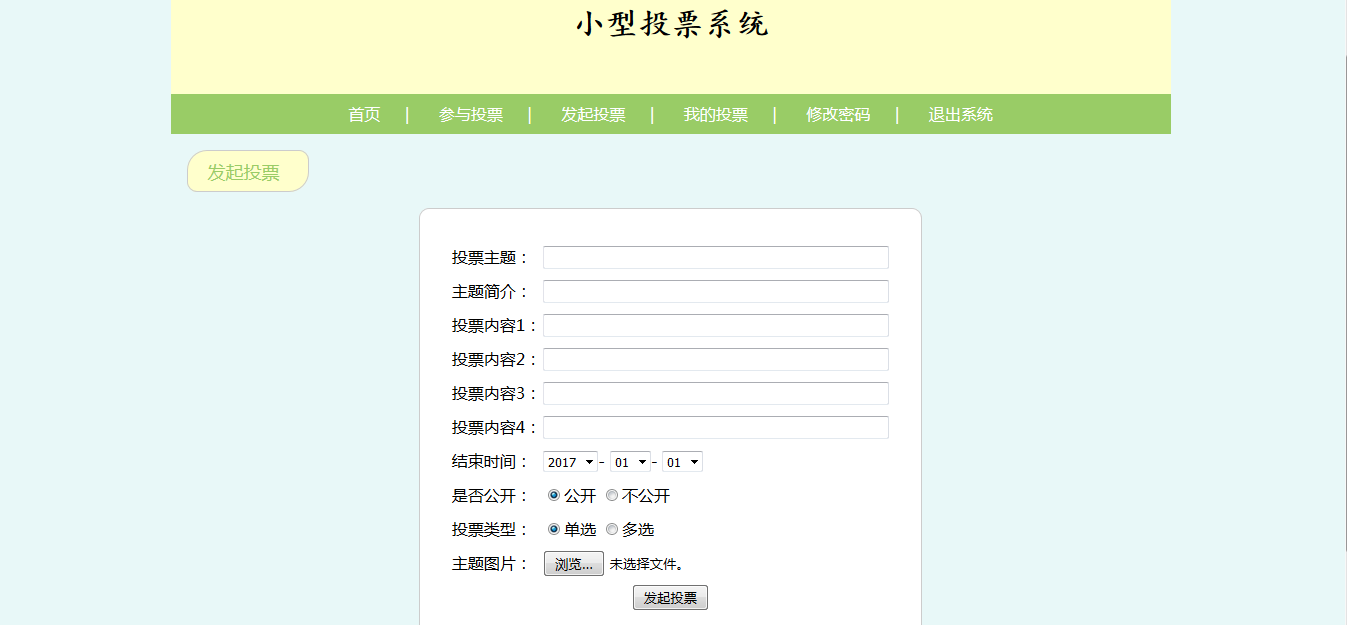 小型投票系统
首页 | 参与投票 | 发起投票 | 我的投票 | 修改密码 | 退出系统
发起投票
投票主题：
主题简介：
投票内容1：
投票内容2：
投票内容3：
投票内容4：
结束时间： 2017 - 01 - 01
是否公开： 公开 不公开
投票类型： 单选 多选
主题图片： 浏览... 未选择文件。
发起投票